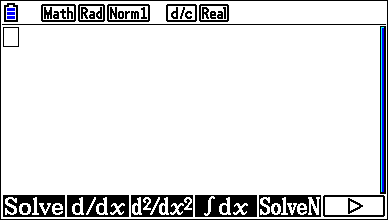 Math Rad Norm1 d/c Real
Solve d/dx d²/dx² ∫dx SolveN ▷